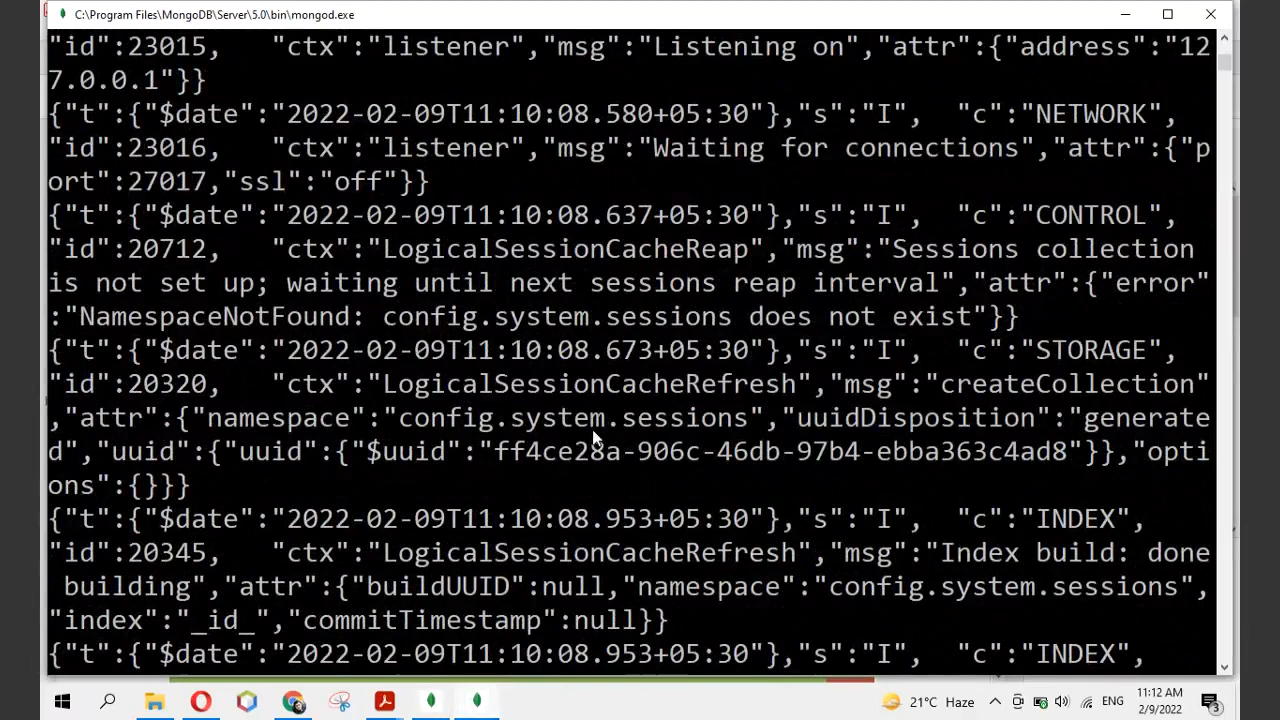 C:\Program Files\MongoDB\Server\5.0\bin\mongod.exe
"id":23015,   "ctx":"listener","msg":"Listening on","attr":{"address":"12
7.0.0.1"}}
{"t":{"$date":"2022-02-09T11:10:08.580+05:30"},"s":"I",  "c":"NETWORK",
"id":23016,   "ctx":"listener","msg":"Waiting for connections","attr":{"p
ort":27017,"ssl":"off"}}
{"t":{"$date":"2022-02-09T11:10:08.637+05:30"},"s":"I",  "c":"CONTROL",
"id":20712,   "ctx":"LogicalSessionCacheReap","msg":"Sessions collection
is not set up; waiting until next sessions reap interval","attr":{"error"
:"NamespaceNotFound: config.system.sessions does not exist"}}
{"t":{"$date":"2022-02-09T11:10:08.673+05:30"},"s":"I",  "c":"STORAGE",
"id":20320,   "ctx":"LogicalSessionCacheRefresh","msg":"createCollection"
,"attr":{"namespace":"config.system.sessions","uuidDisposition":"generate
d","uuid":{"uuid":{"$uuid":"ff4ce28a-906c-46db-97b4-ebba363c4ad8"}},"opti
ons":{}}}
{"t":{"$date":"2022-02-09T11:10:08.953+05:30"},"s":"I",  "c":"INDEX",
"id":20345,   "ctx":"LogicalSessionCacheRefresh","msg":"Index build: done
 building","attr":{"buildUUID":null,"namespace":"config.system.sessions",
"index":"_id_","commitTimestamp":null}}
{"t":{"$date":"2022-02-09T11:10:08.953+05:30"},"s":"I",  "c":"INDEX",
21°C Haze
ENG
11:12 AM
2/9/2022
3